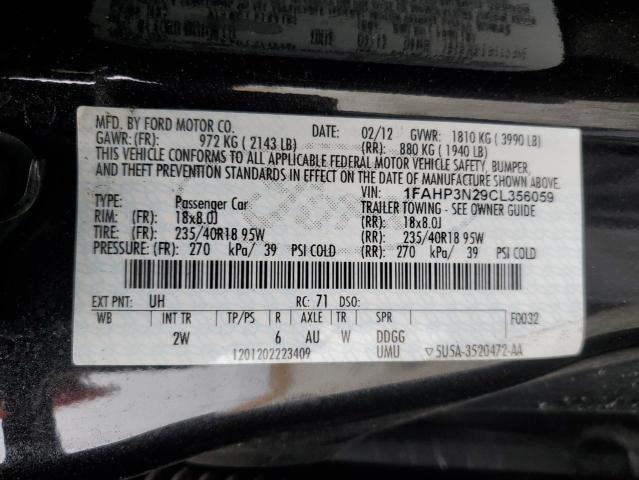 MFD. BY FORD MOTOR CO. DATE: 02/12 GVWR: 1810 KG ( 3990 LB)
GAWR: (FR): 972 KG ( 2143 LB) (RR): 880 KG ( 1940 LB)
THIS VEHICLE CONFORMS TO ALL APPLICABLE FEDERAL MOTOR VEHICLE SAFETY, BUMPER,
AND THEFT PREVENTION STANDARDS IN EFFECT ON THE DATE OF MANUFACTURE SHOWN ABOVE.
VIN: 1FAHP3N29CL356059
TYPE: Passenger Car TRAILER TOWING - SEE OWNER GUIDE
RIM: (FR): 18x8.0J (RR): 18x8.0J
TIRE: (FR): 235/40R18 95W (RR): 235/40R18 95W
PRESSURE: (FR): 270 kPa/ 39 PSI COLD (RR): 270 kPa/ 39 PSI COLD
EXT PNT: UH RC: 71 DSO: F0032
WB INT TR TP/PS R AXLE TR SPR
2W 6 AU W DDGG
1201202223409 UMU ▽5U5A-3520472-AA